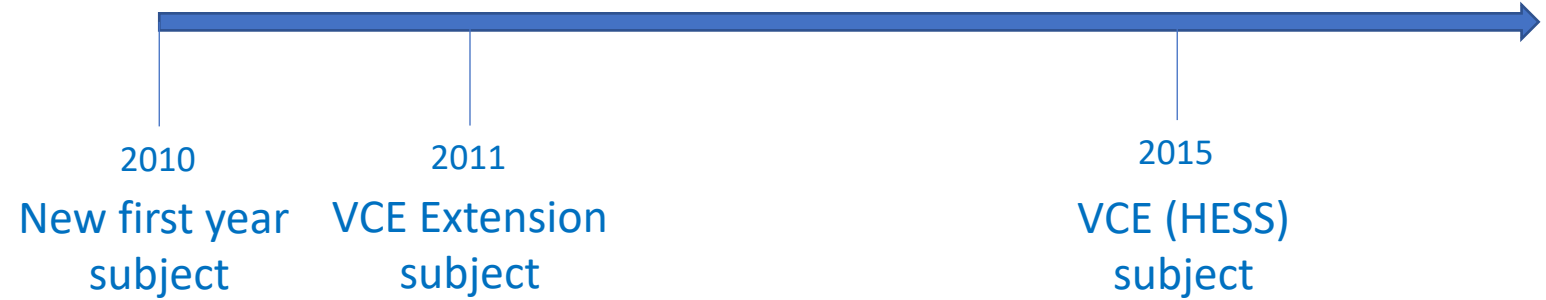 2010
New first year
subject
2011
VCE Extension
subject
2015
VCE (HESS)
subject